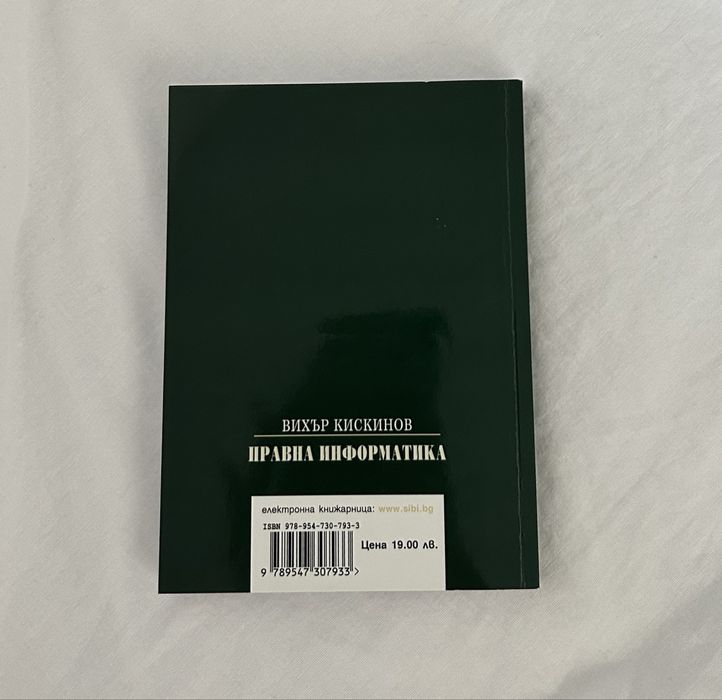 ВИХЪР КИСКИНОВ
ПРАВНА ИНФОРМАТИКА
електронна книжарница: www.sibi.bg
ISBN 978-954-730-793-3
Цена 19.00 лв.
9 789547 307933 >